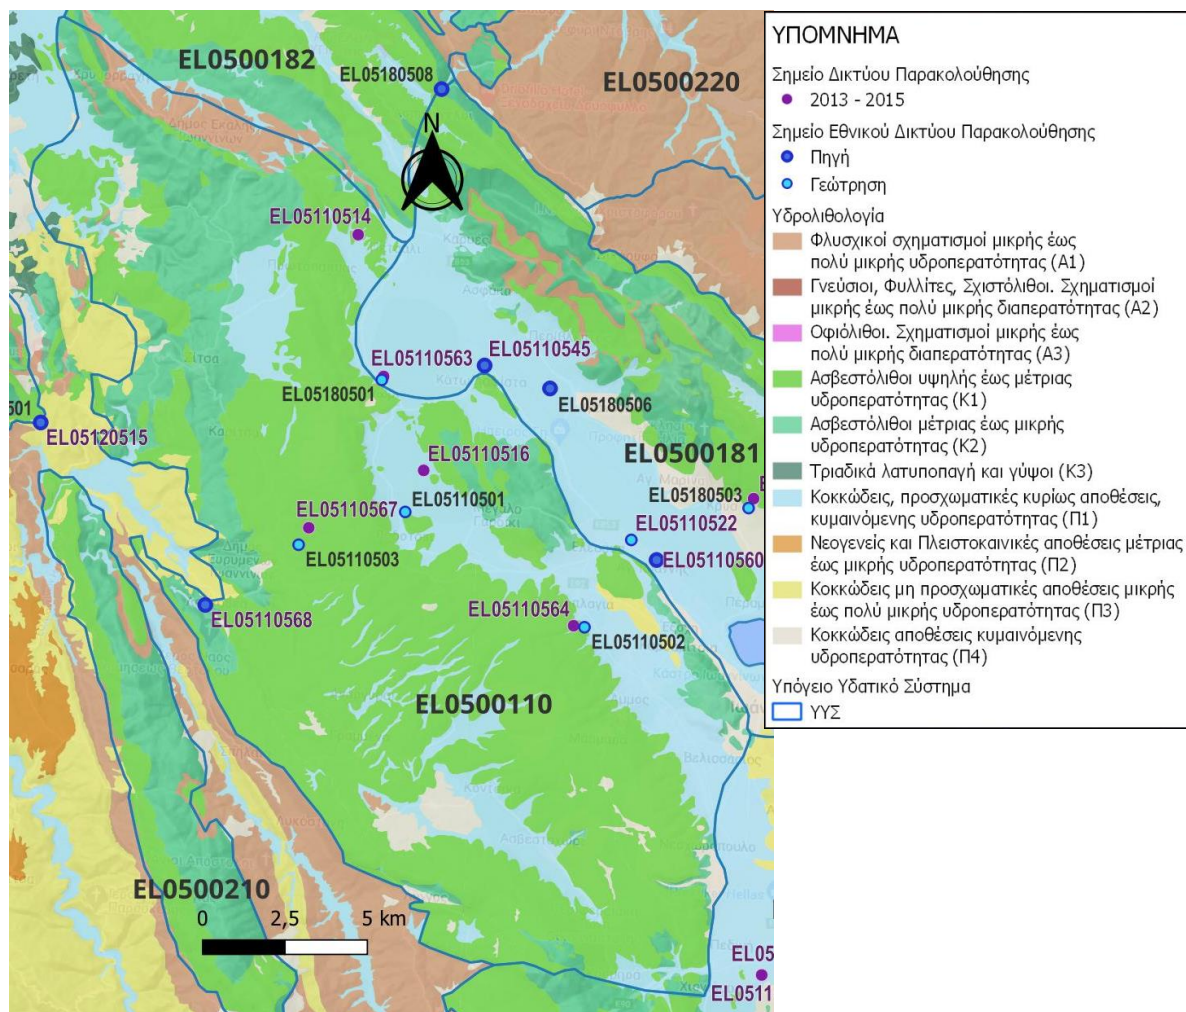 EL0500182
EL05180508
EL0500220
N
EL05110514
EL05110563
EL05110545
EL05180501
EL05180506
501
EL05120515
EL05110516
EL0500181
EL05110501
EL05180503
E
EL05110567
EL05110522
EL05110503
EL05110560
EL05110568
EL05110564
EL05110502
EL0500110
EL0500210
0 2,5 5 km
EL05
EL0511
ΥΠΟΜΝΗΜΑ
Σημείο Δικτύου Παρακολούθησης
2013 - 2015
Σημείο Εθνικού Δικτύου Παρακολούθησης
Πηγή
Γεώτρηση
Υδρολιθολογία
Φλυσχικοί σχηματισμοί μικρής έως
πολύ μικρής υδροπερατότητας (Α1)
Γνεύσιοι, Φυλλίτες, Σχιστόλιθοι. Σχηματισμοί
μικρής έως πολύ μικρής διαπερατότητας (Α2)
Οφιόλιθοι. Σχηματισμοί μικρής έως
πολύ μικρής διαπερατότητας (Α3)
Ασβεστόλιθοι υψηλής έως μέτριας
υδροπερατότητας (Κ1)
Ασβεστόλιθοι μέτριας έως μικρής
υδροπερατότητας (Κ2)
Τριαδικά λατυποπαγή και γύψοι (Κ3)
Κοκκώδεις, προσχωματικές κυρίως αποθέσεις,
κυμαινόμενης υδροπερατότητας (Π1)
Νεογενείς και Πλειστοκαινικές αποθέσεις μέτριας
έως μικρής υδροπερατότητας (Π2)
Κοκκώδεις μη προσχωματικές αποθέσεις μικρής
έως πολύ μικρής υδροπερατότητας (Π3)
Κοκκώδεις αποθέσεις κυμαινόμενης
υδροπερατότητας (Π4)
Υπόγειο Υδατικό Σύστημα
ΥΥΣ